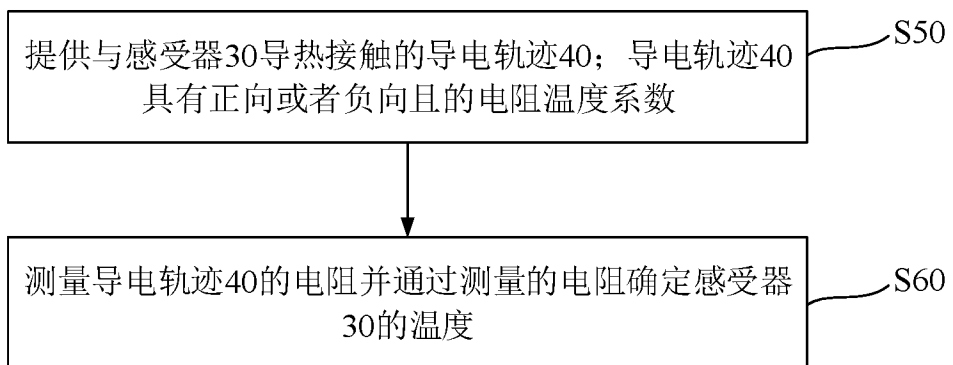 提供与感受器30导热接触的导电轨迹40；导电轨迹40
具有正向或者负向且的电阻温度系数
S50
测量导电轨迹40的电阻并通过测量的电阻确定感受器
30的温度
S60